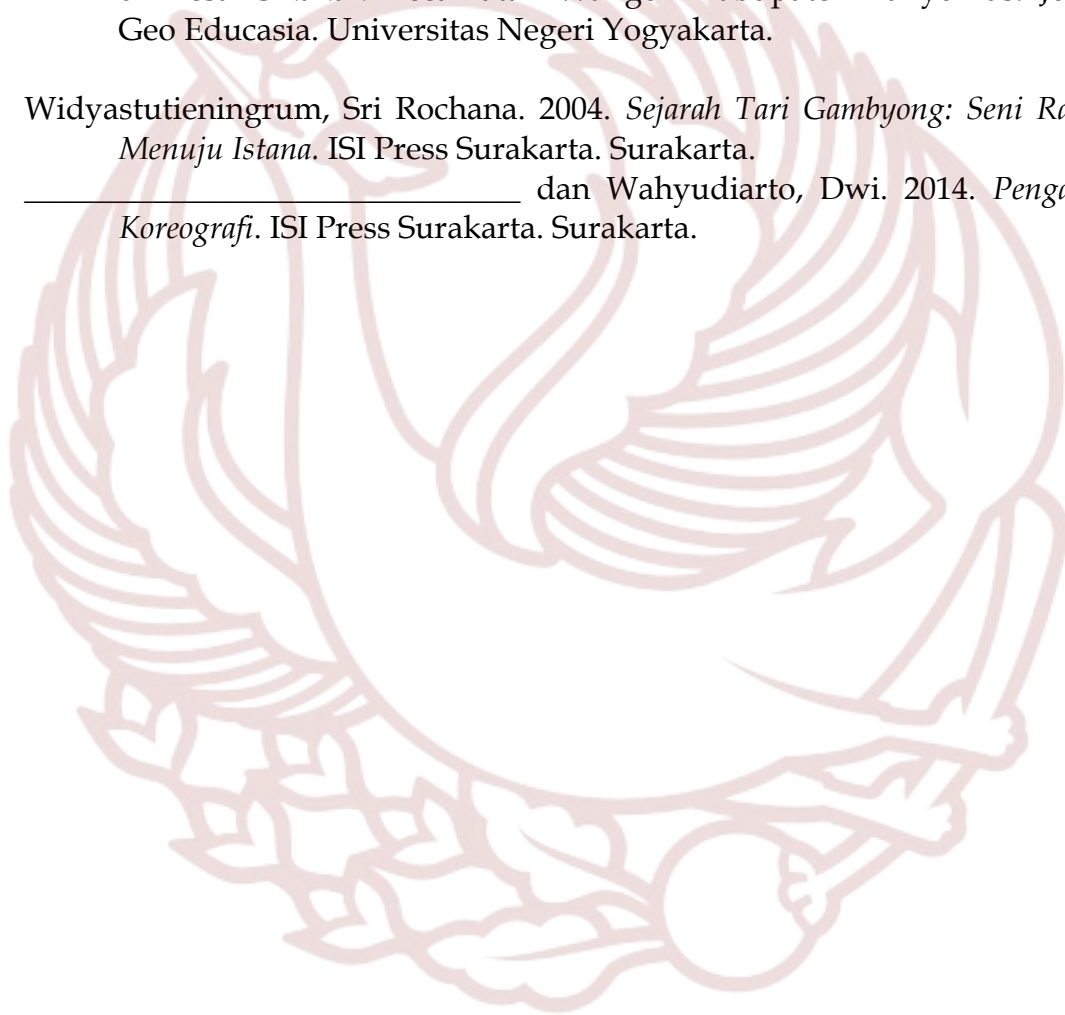 Geo Educasia. Universitas Negeri Yogyakarta.
Widyastutieningrum, Sri Rochana. 2004. Sejarah Tari Gambyong: Seni
Menuju Istana. ISI Press Surakarta. Surakarta.
_______________________________ dan Wahyudiarto, Dwi. 2014.
Koreografi. ISI Press Surakarta. Surakarta.